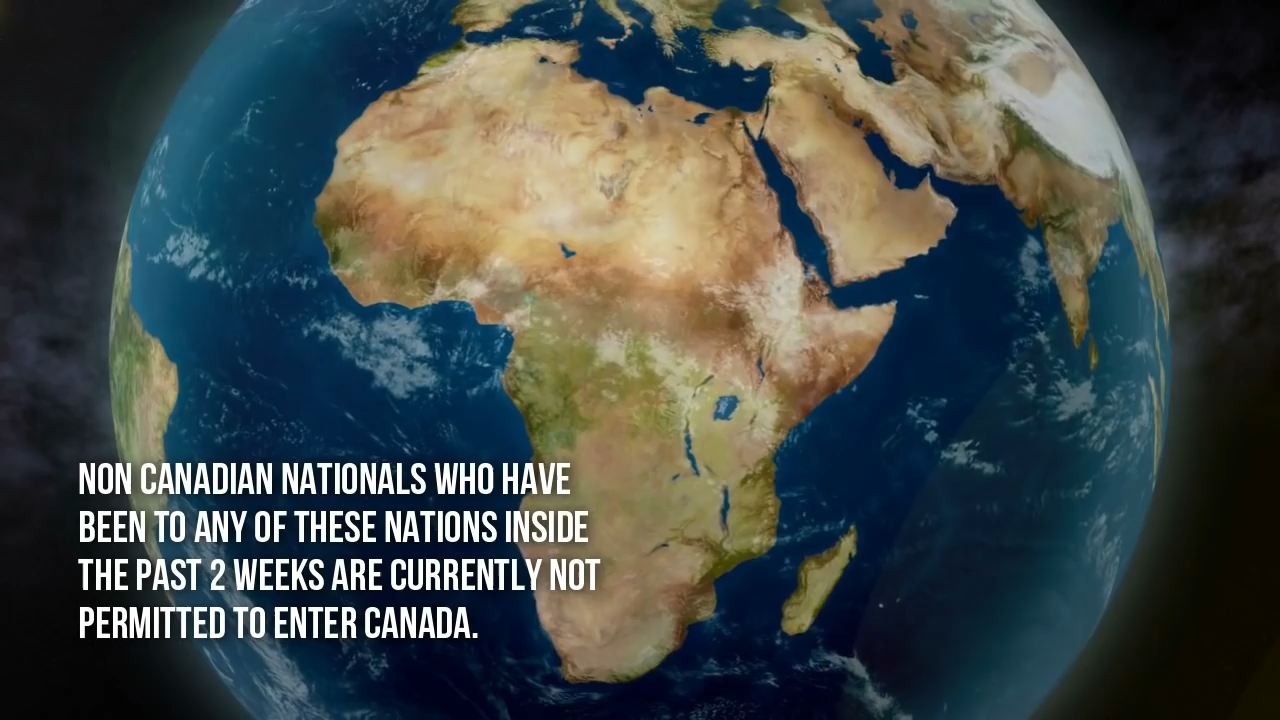 NON CANADIAN NATIONALS WHO HAVE
BEEN TO ANY OF THESE NATIONS INSIDE
THE PAST 2 WEEKS ARE CURRENTLY NOT
PERMITTED TO ENTER CANADA.